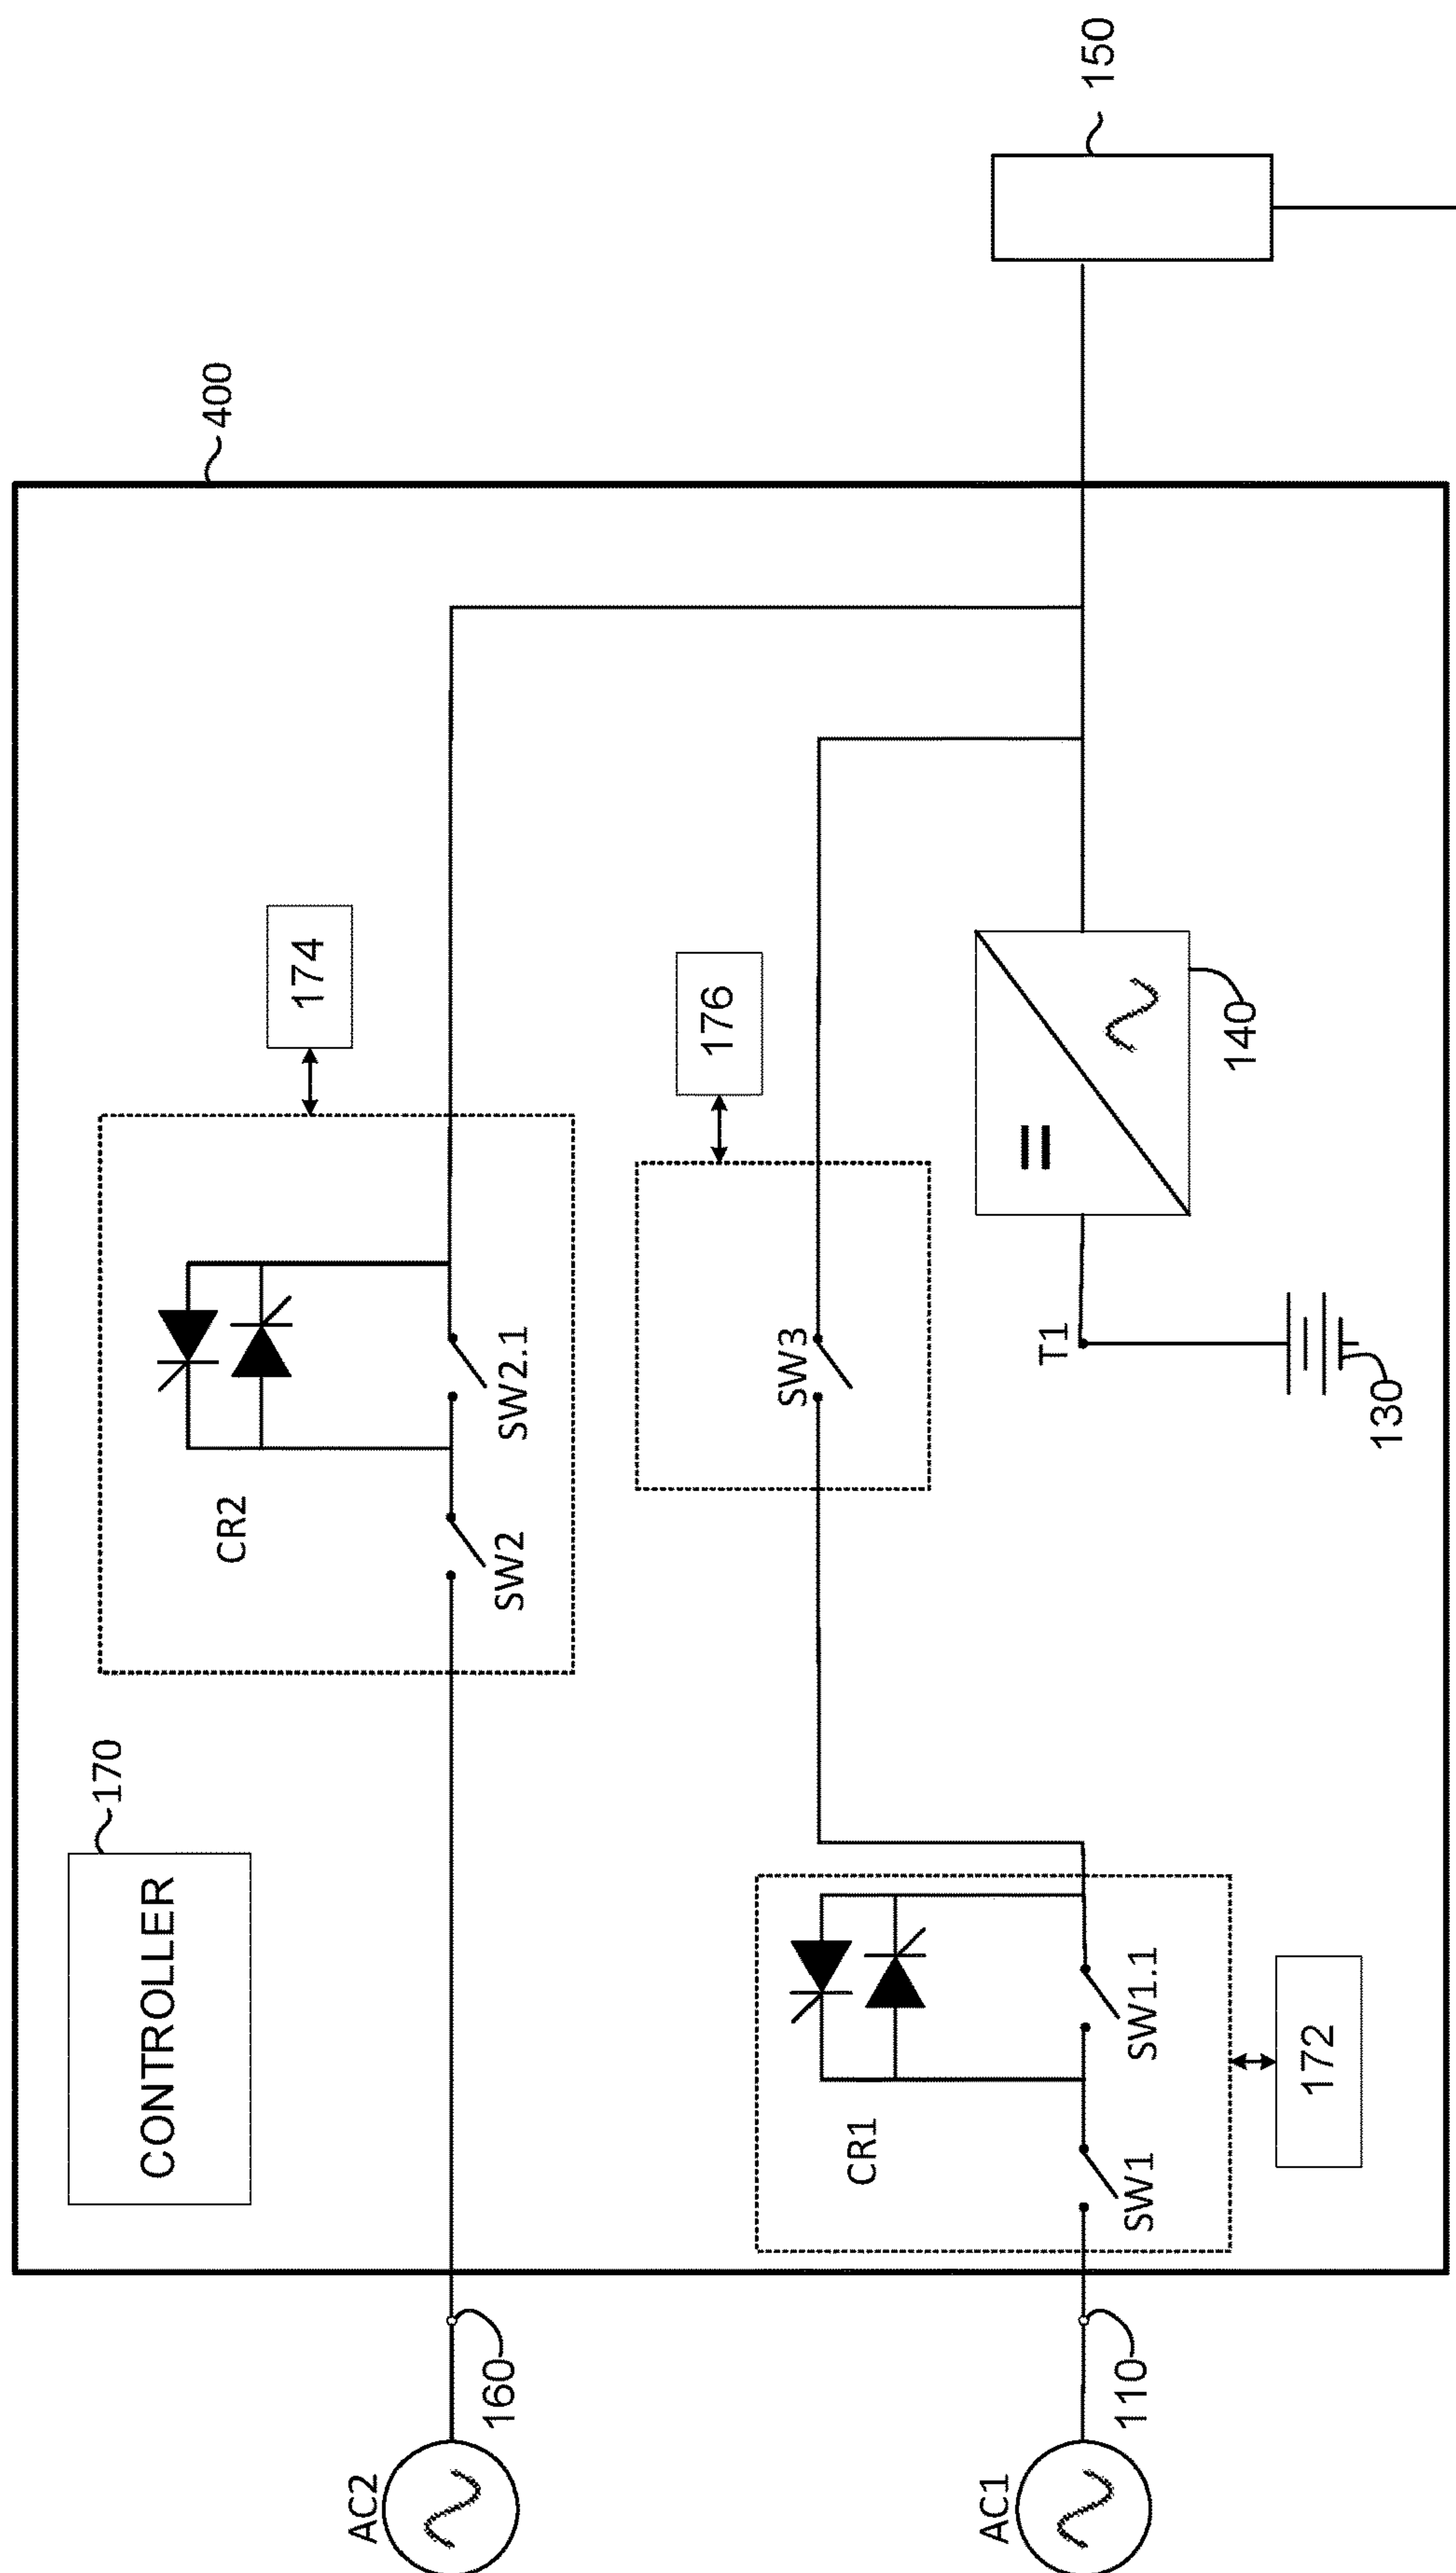 400
150
CONTROLLER
170
174
CR2
SW2
SW2.1
AC2
160
176
SW3
CR1
SW1
SW1.1
172
T1
140
130
AC1
110